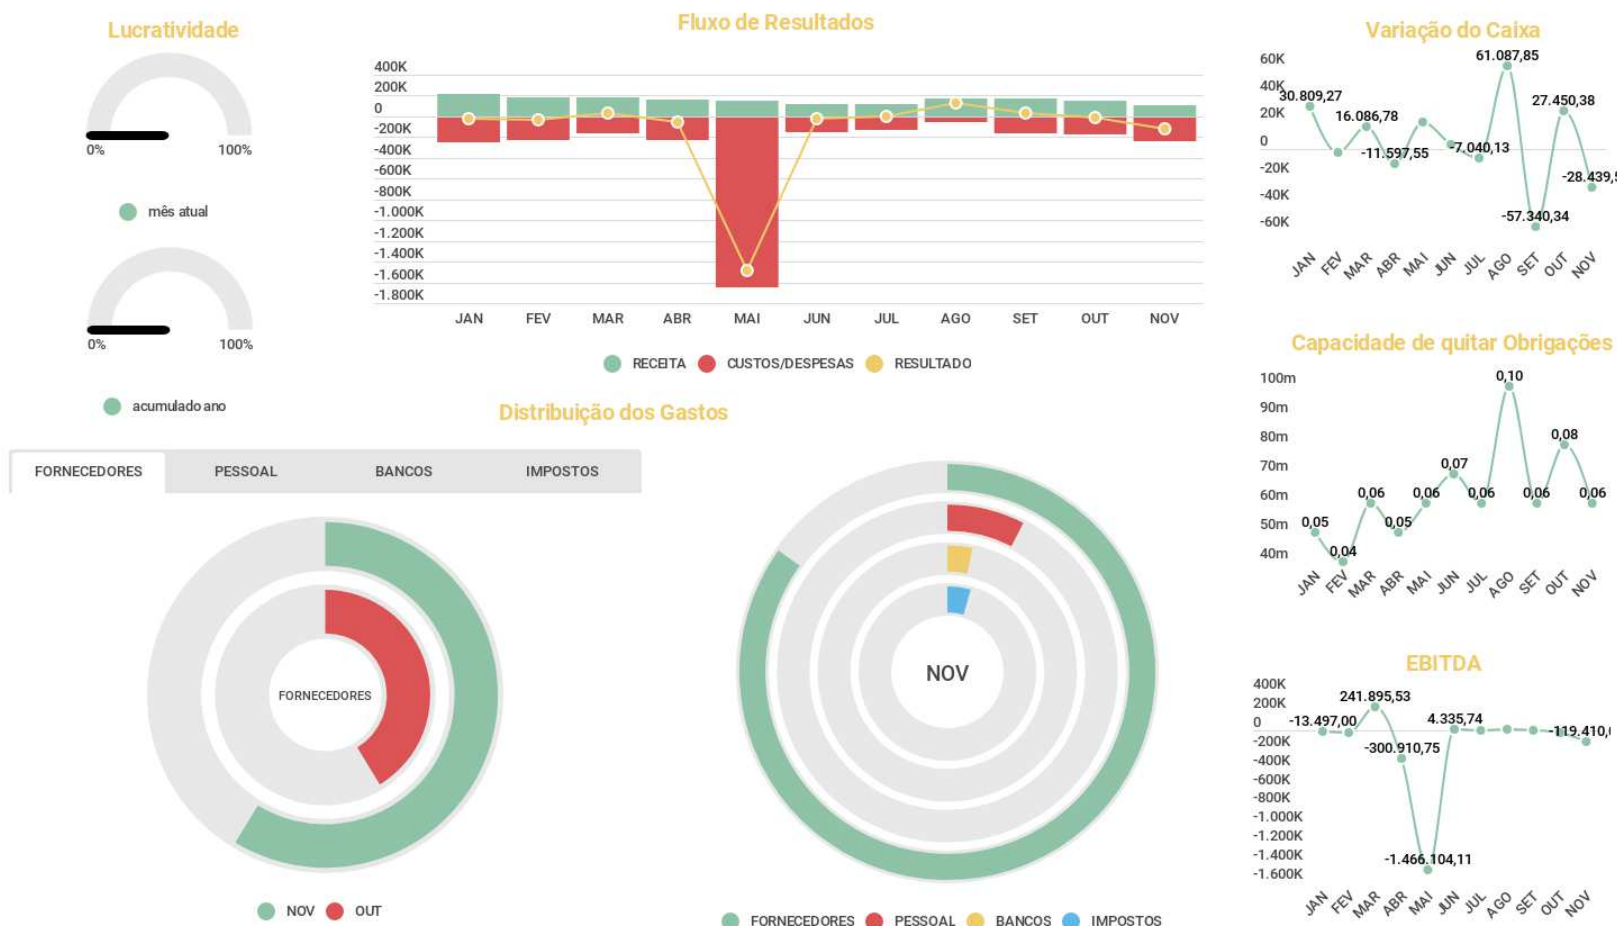 Lucratividade
0%
100%
mês atual
0%
100%
acumulado ano
Fluxo de Resultados
400K
200K
0
-200K
-400K
-600K
-800K
-1.000K
-1.200K
-1.400K
-1.600K
-1.800K
JAN FEV MAR ABR MAI JUN JUL AGO SET OUT NOV
RECEITA CUSTOS/DESPESAS RESULTADO
Distribuição dos Gastos
FORNECEDORES PESSOAL BANCOS IMPOSTOS
FORNECEDORES
NOV OUT
NOV
FORNECEDORES PESSOAL BANCOS IMPOSTOS
Variação do Caixa
60K
40K
20K
0
-20K
-40K
-60K
30.809,27
16.086,78
-11.597,55
-7.040,13
61.087,85
-57.340,34
27.450,38
-28.439,5
JAN FEV MAR ABR MAI JUN JUL AGO SET OUT NOV
Capacidade de quitar Obrigações
100m
90m
80m
70m
60m
50m
40m
0,05
0,04
0,06
0,05
0,06
0,07
0,06
0,10
0,06
0,08
0,06
JAN FEV MAR ABR MAI JUN JUL AGO SET OUT NOV
EBITDA
400K
200K
0
-200K
-400K
-600K
-800K
-1.000K
-1.200K
-1.400K
-1.600K
-13.497,00
241.895,53
-300.910,75
-1.466.104,11
4.335,74
-119.410,
JAN FEV MAR ABR MAI JUN JUL AGO SET OUT NOV